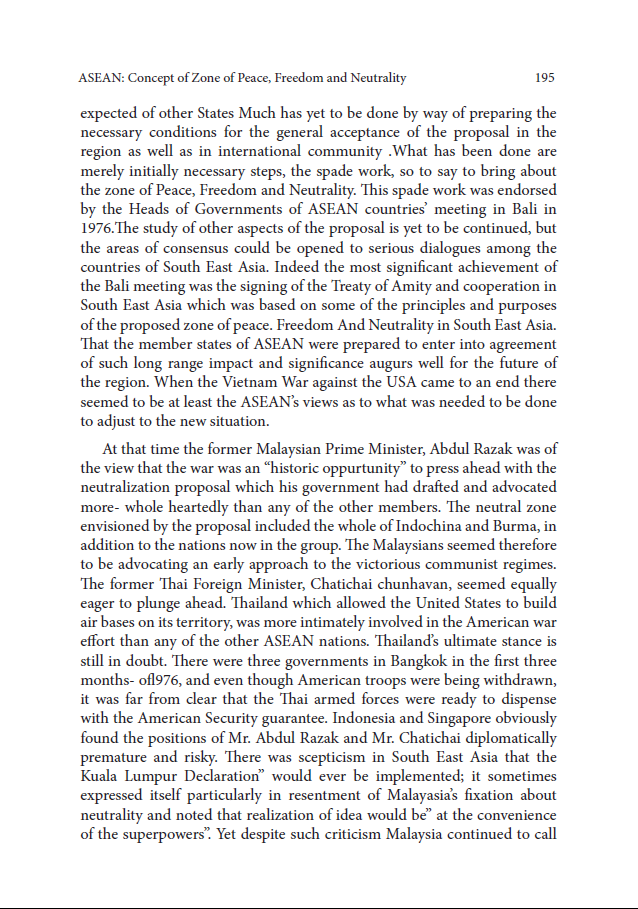 ASEAN: Concept of Zone of Peace, Freedom and Neutrality 195
expected of other States Much has yet to be done by way of preparing the
necessary conditions for the general acceptance of the proposal in the
region as well as in international community .What has been done are
merely initially necessary steps, the spade work, so to say to bring about
the zone of Peace, Freedom and Neutrality. This spade work was endorsed
by the Heads of Governments of ASEAN countries’ meeting in Bali in
1976.The study of other aspects of the proposal is yet to be continued, but
the areas of consensus could be opened to serious dialogues among the
countries of South East Asia. Indeed the most significant achievement of
the Bali meeting was the signing of the Treaty of Amity and cooperation in
South East Asia which was based on some of the principles and purposes
of the proposed zone of peace. Freedom And Neutrality in South East Asia.
That the member states of ASEAN were prepared to enter into agreement
of such long range impact and significance augurs well for the future of
the region. When the Vietnam War against the USA came to an end there
seemed to be at least the ASEAN’s views as to what was needed to be done
to adjust to the new situation.
At that time the former Malaysian Prime Minister, Abdul Razak was of
the view that the war was an “historic oppurtunity” to press ahead with the
neutralization proposal which his government had drafted and advocated
more- whole heartedly than any of the other members. The neutral zone
envisioned by the proposal included the whole of Indochina and Burma, in
addition to the nations now in the group. The Malaysians seemed therefore
to be advocating an early approach to the victorious communist regimes.
The former Thai Foreign Minister, Chatichai chunhavan, seemed equally
eager to plunge ahead. Thailand which allowed the United States to build
air bases on its territory, was more intimately involved in the American war
effort than any of the other ASEAN nations. Thailand’s ultimate stance is
still in doubt. There were three governments in Bangkok in the first three
months- ofl976, and even though American troops were being withdrawn,
it was far from clear that the Thai armed forces were ready to dispense
with the American Security guarantee. Indonesia and Singapore obviously
found the positions of Mr. Abdul Razak and Mr. Chatichai diplomatically
premature and risky. There was scepticism in South East Asia that the
Kuala Lumpur Declaration” would ever be implemented; it sometimes
expressed itself particularly in resentment of Malayasia’s fixation about
neutrality and noted that realization of idea would be” at the convenience
of the superpowers”. Yet despite such criticism Malaysia continued to call